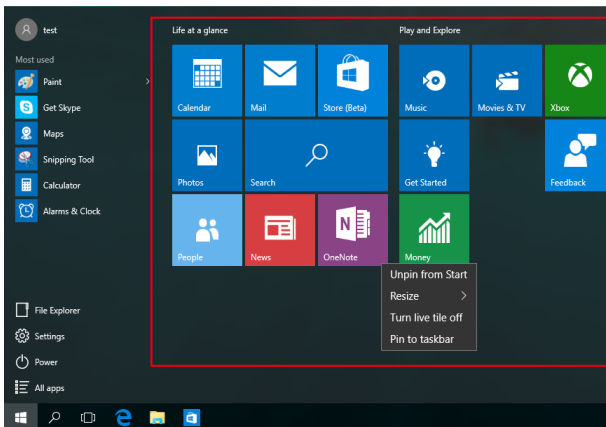 test
Most used
Paint
Get Skype
Maps
Snipping Tool
Calculator
Alarms & Clock
File Explorer
Settings
Power
All apps
Life at a glance
Calendar
Mail
Store (Beta)
Photos
Search
People
News
OneNote
Play and Explore
Music
Movies & TV
Xbox
Get Started
Feedback
Money
Unpin from Start
Resize
Turn live tile off
Pin to taskbar